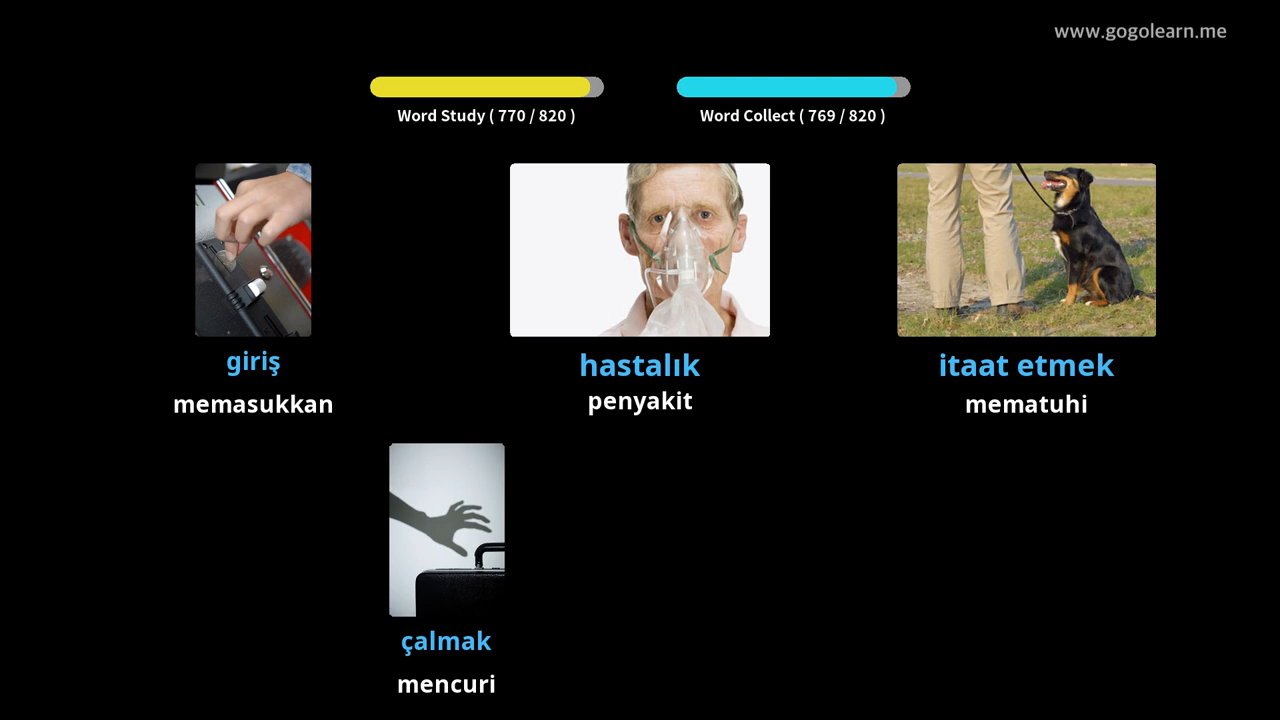 www.gogolearn.me
Word Study ( 770 / 820 )
Word Collect ( 769 / 820 )
giriş
memasukkan
hastalık
penyakit
itaat etmek
mematuhi
çalmak
mencuri